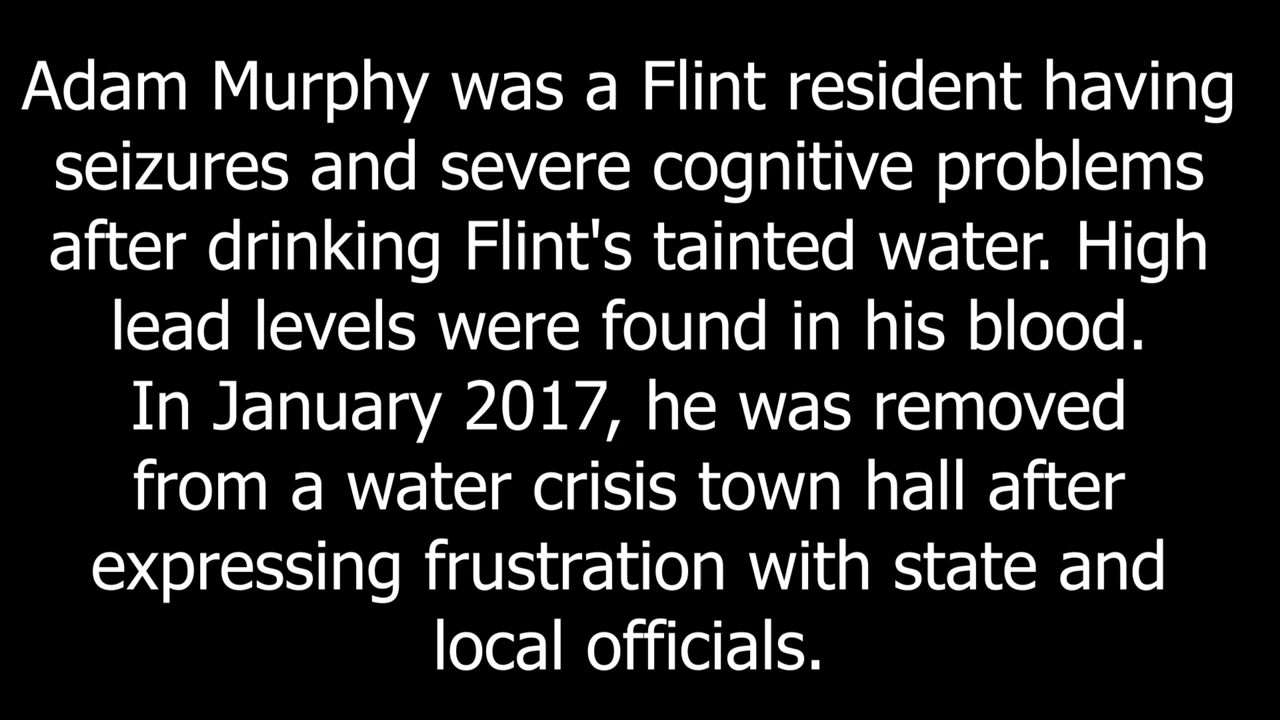 Adam Murphy was a Flint resident having
seizures and severe cognitive problems
after drinking Flint's tainted water. High
lead levels were found in his blood.
In January 2017, he was removed
from a water crisis town hall after
expressing frustration with state and
local officials.